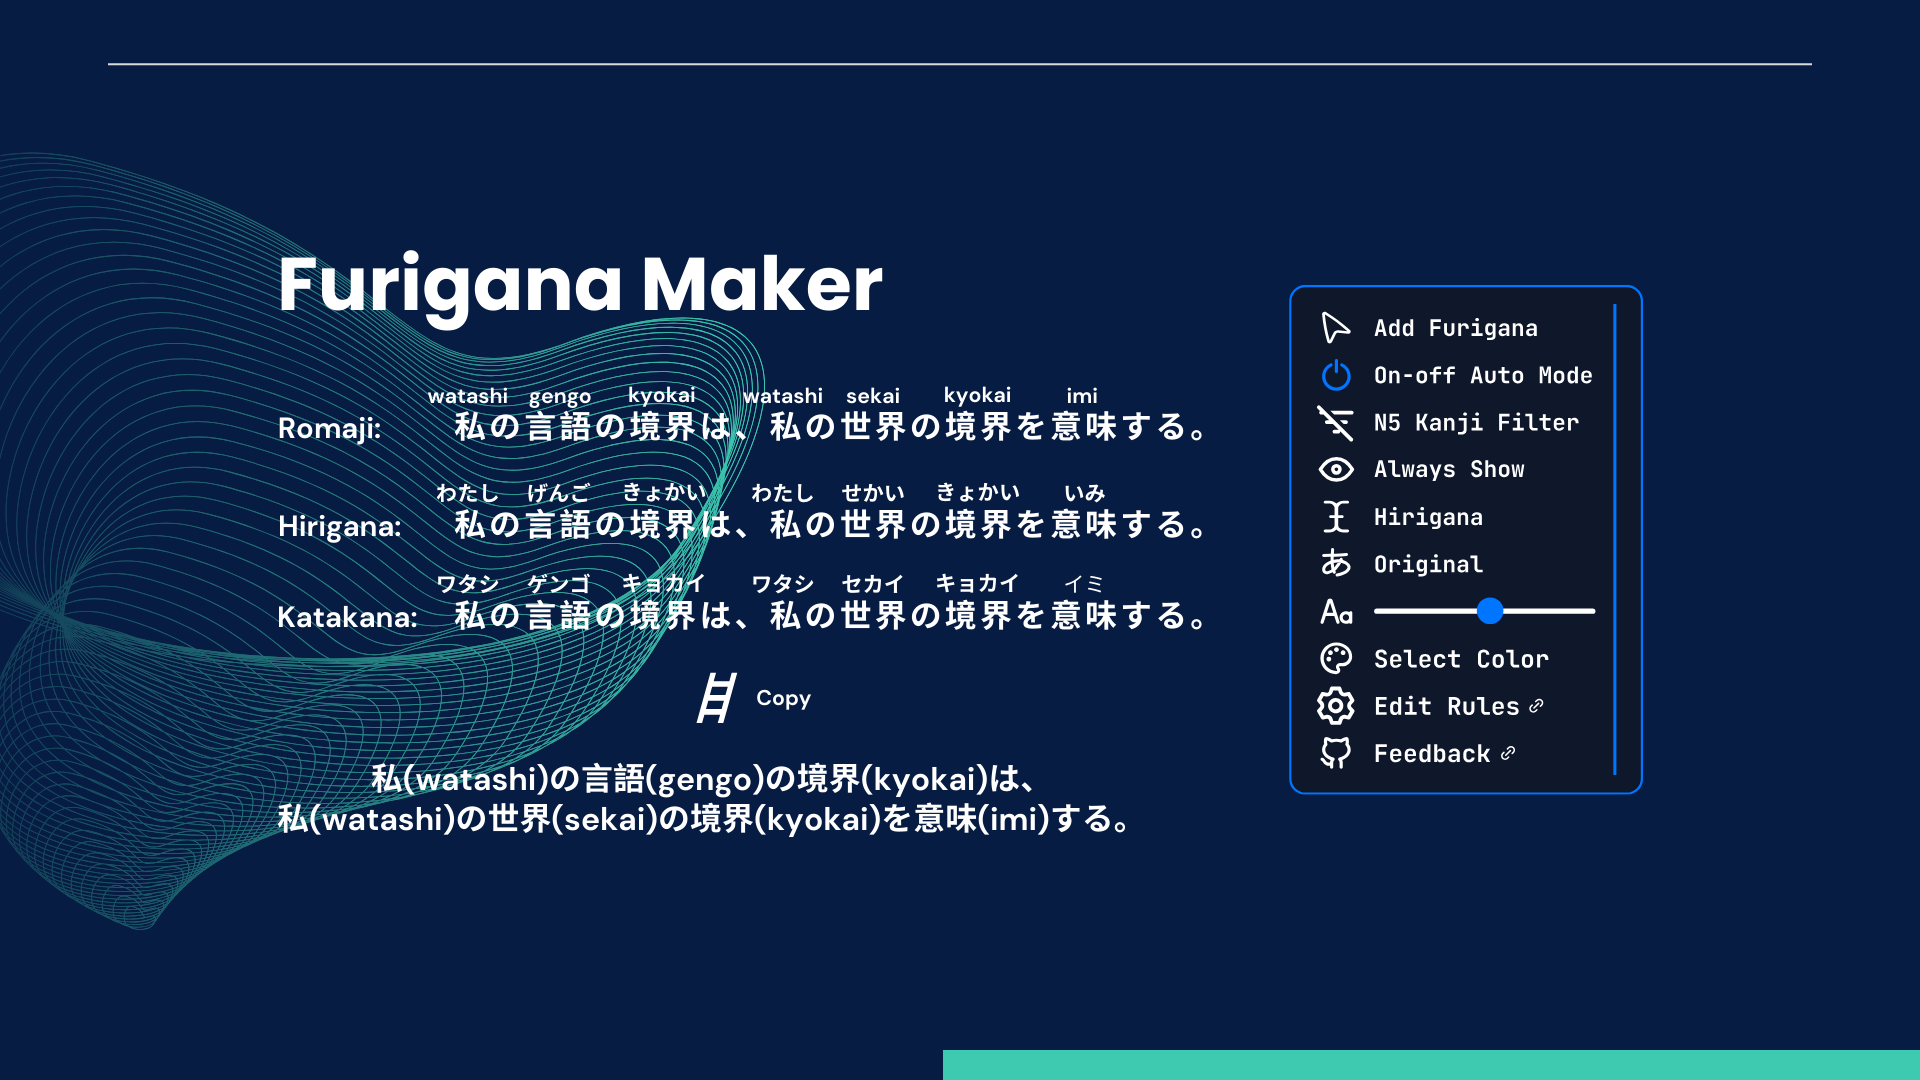 Furigana Maker
watashi gengo kyokai watashi sekai kyokai imi
Romaji: 私の言語の境界は、私の世界の境界を意味する。
わたし げんご きょかい わたし せかい きょかい いみ
Hirigana: 私の言語の境界は、私の世界の境界を意味する。
ワタシ ゲンゴ キョカイ ワタシ セカイ キョカイ イミ
Katakana: 私の言語の境界は、私の世界の境界を意味する。
Copy
私(watashi)の言語(gengo)の境界(kyokai)は、
私(watashi)の世界(sekai)の境界(kyokai)を意味(imi)する。
Add Furigana
On-off Auto Mode
N5 Kanji Filter
Always Show
Hirigana
あ Original
Aa
Select Color
Edit Rules
Feedback